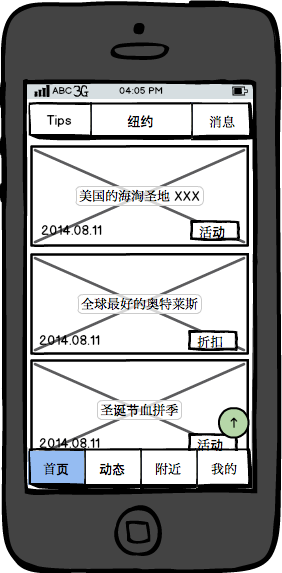 ABC 3G 04:05 PM
Tips 纽约 消息
美国的海淘圣地 XXX
2014.08.11 活动
全球最好的奥特莱斯
2014.08.11 折扣
圣诞节血拼季
2014.08.11 活动
首页 动态 附近 我的